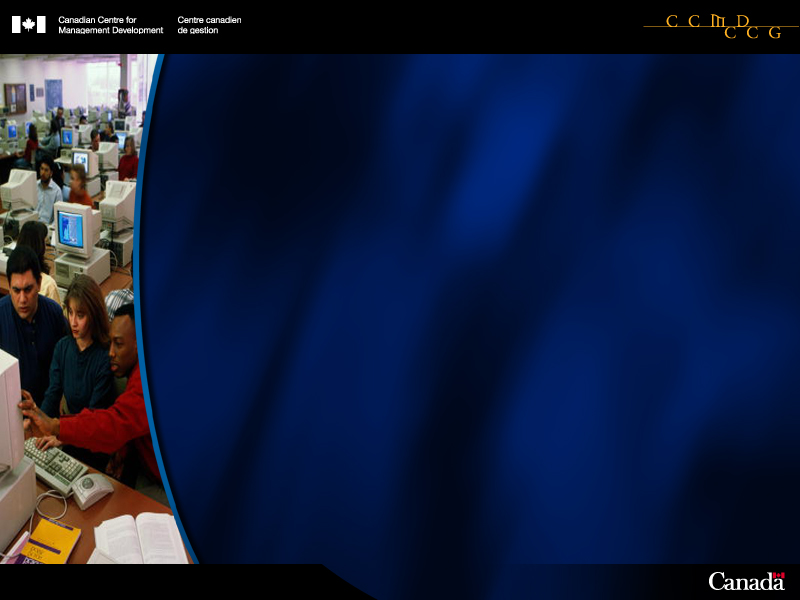 Canadian Centre for
Management Development
Centre canadien
de gestion
C C M D
C C G
Canada